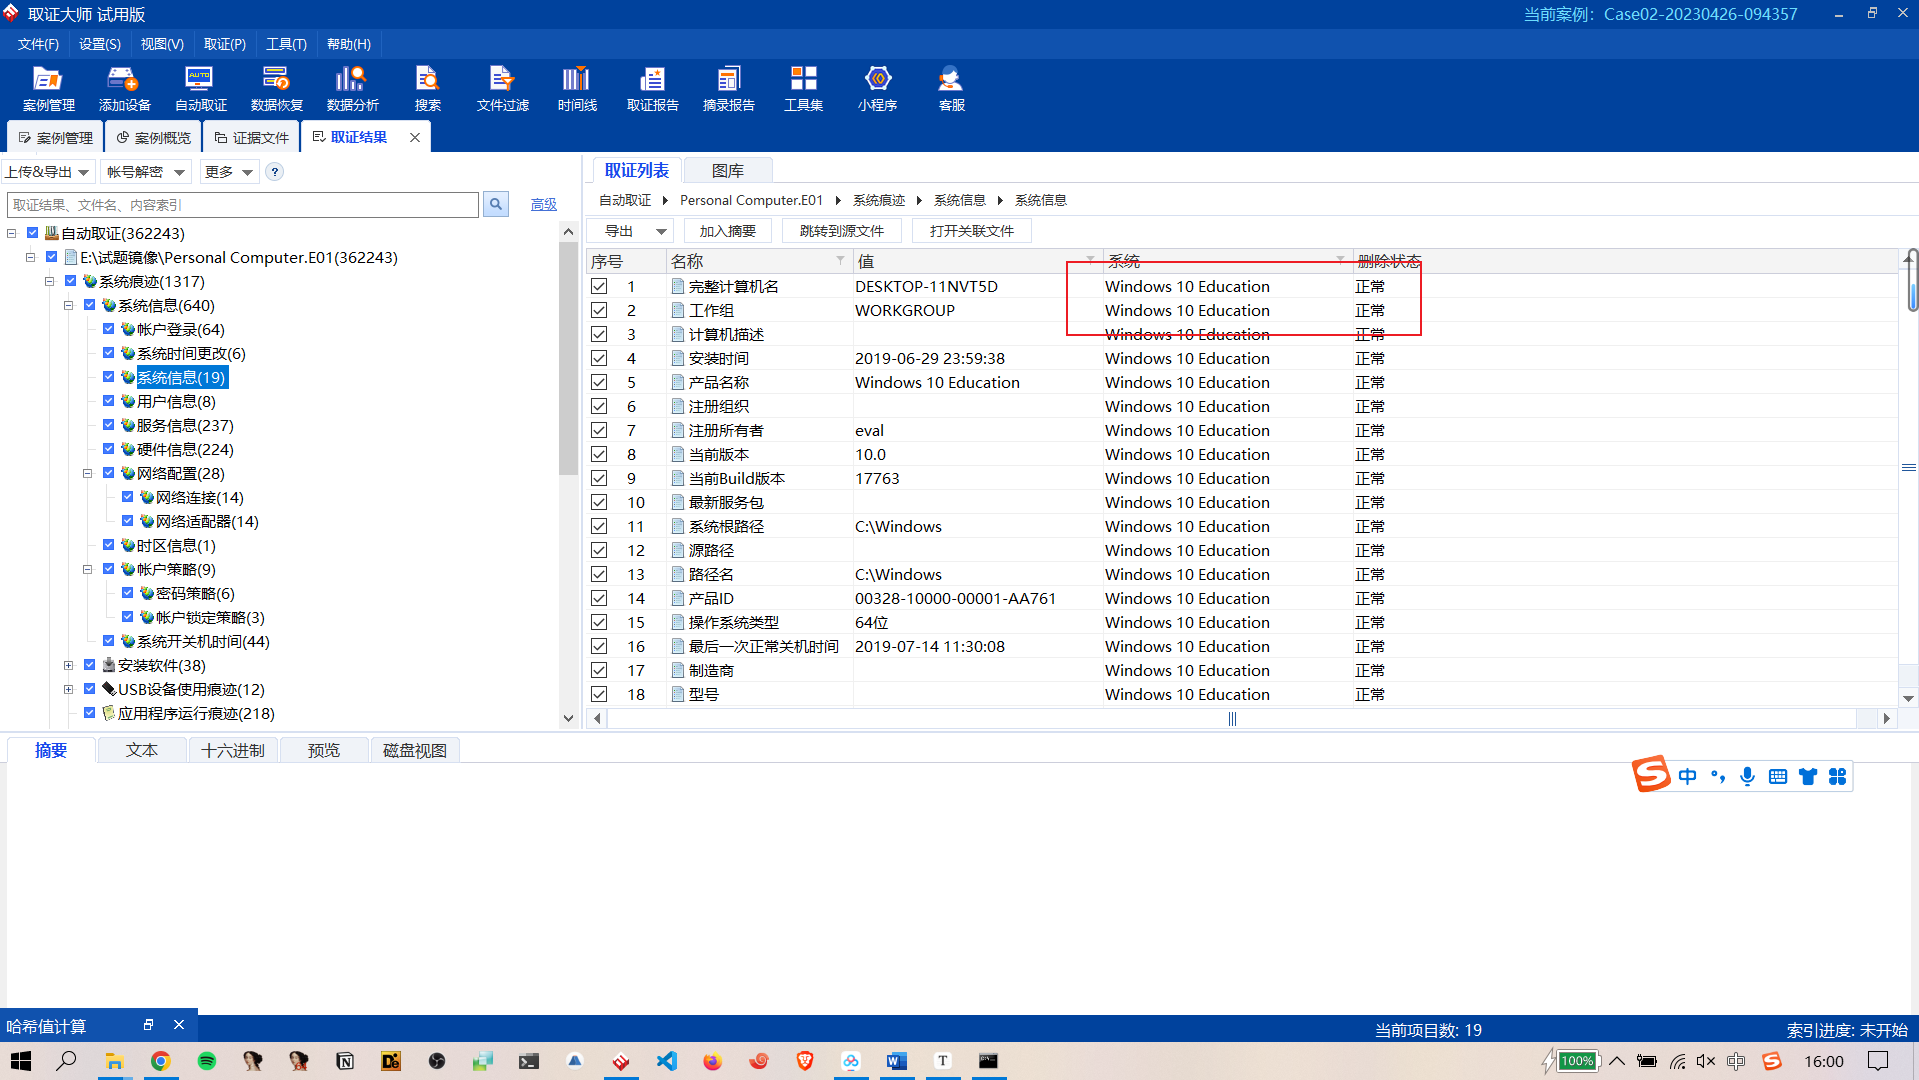 取证大师 试用版
当前案例： Case02-20230426-094357
文件(F) 设置(S) 视图(V) 取证(P) 工具(T) 帮助(H)
案例管理 添加设备 自动取证 数据恢复 数据分析 搜索 文件过滤 时间线 取证报告 摘录报告 工具集 小程序 客服
案例管理 案例概览 证据文件 取证结果
上传&导出 帐号解密 更多 ?
取证结果、文件名、内容索引 高级
自动取证(362243)
E:\试题镜像\Personal Computer.E01(362243)
系统痕迹(1317)
系统信息(640)
帐户登录(64)
系统时间更改(6)
系统信息(19)
用户信息(8)
服务信息(237)
硬件信息(224)
网络配置(28)
网络连接(14)
网络适配器(14)
时区信息(1)
帐户策略(9)
密码策略(6)
帐户锁定策略(3)
系统开关机时间(44)
安装软件(38)
USB设备使用痕迹(12)
应用程序运行痕迹(218)
取证列表 图库
自动取证 Personal Computer.E01 系统痕迹 系统信息 系统信息
导出 加入摘要 跳转到源文件 打开关联文件
序号 名称 值 系统 删除状态
1 完整计算机名 DESKTOP-11NVT5D Windows 10 Education 正常
2 工作组 WORKGROUP Windows 10 Education 正常
3 计算机描述 Windows 10 Education 正常
4 安装时间 2019-06-29 23:59:38 Windows 10 Education 正常
5 产品名称 Windows 10 Education Windows 10 Education 正常
6 注册组织 Windows 10 Education 正常
7 注册所有者 eval Windows 10 Education 正常
8 当前版本 10.0 Windows 10 Education 正常
9 当前Build版本 17763 Windows 10 Education 正常
10 最新服务包 Windows 10 Education 正常
11 系统根路径 C:\Windows Windows 10 Education 正常
12 源路径 Windows 10 Education 正常
13 路径名 C:\Windows Windows 10 Education 正常
14 产品ID 00328-10000-00001-AA761 Windows 10 Education 正常
15 操作系统类型 64位 Windows 10 Education 正常
16 最后一次正常关机时间 2019-07-14 11:30:08 Windows 10 Education 正常
17 制造商 Windows 10 Education 正常
18 型号 Windows 10 Education 正常
摘要 文本 十六进制 预览 磁盘视图
中
哈希值计算
当前项目数: 19
索引进度: 未开始
100%
中
16:00